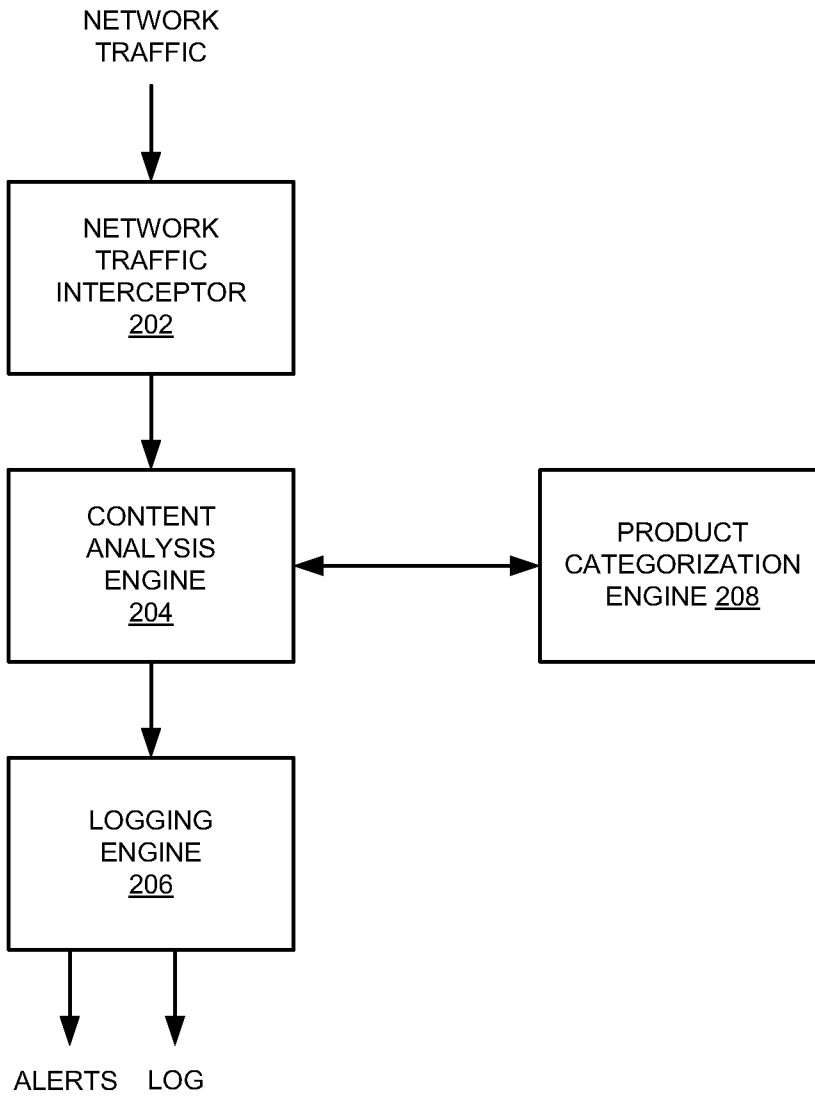 NETWORK
TRAFFIC
NETWORK
TRAFFIC
INTERCEPTOR
202
CONTENT
ANALYSIS
ENGINE
204
PRODUCT
CATEGORIZATION
ENGINE 208
LOGGING
ENGINE
206
ALERTS LOG